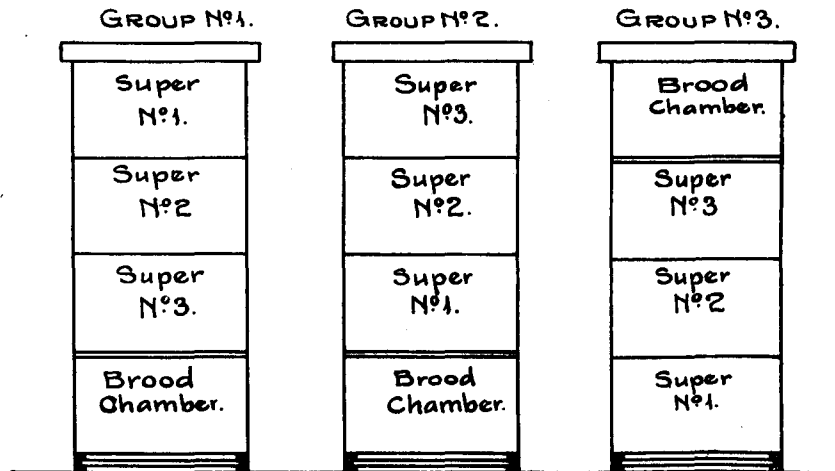 GROUP Nº1.
Super
Nº1.
Super
Nº2
Super
Nº3.
Brood
Chamber.
GROUP Nº2.
Super
Nº3.
Super
Nº2.
Super
Nº1.
Brood
Chamber.
GROUP Nº3.
Brood
Chamber.
Super
Nº3
Super
Nº2
Super
Nº1.